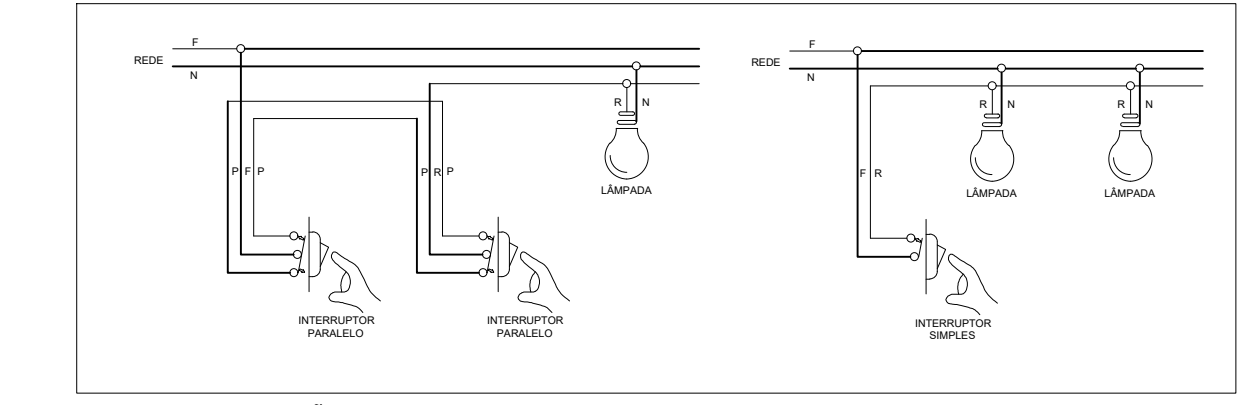 F
REDE
N
R N
P F P
P R P
LÂMPADA
INTERRUPTOR
PARALELO
INTERRUPTOR
PARALELO
F
REDE
N
R N
R N
F R
LÂMPADA
LÂMPADA
INTERRUPTOR
SIMPLES